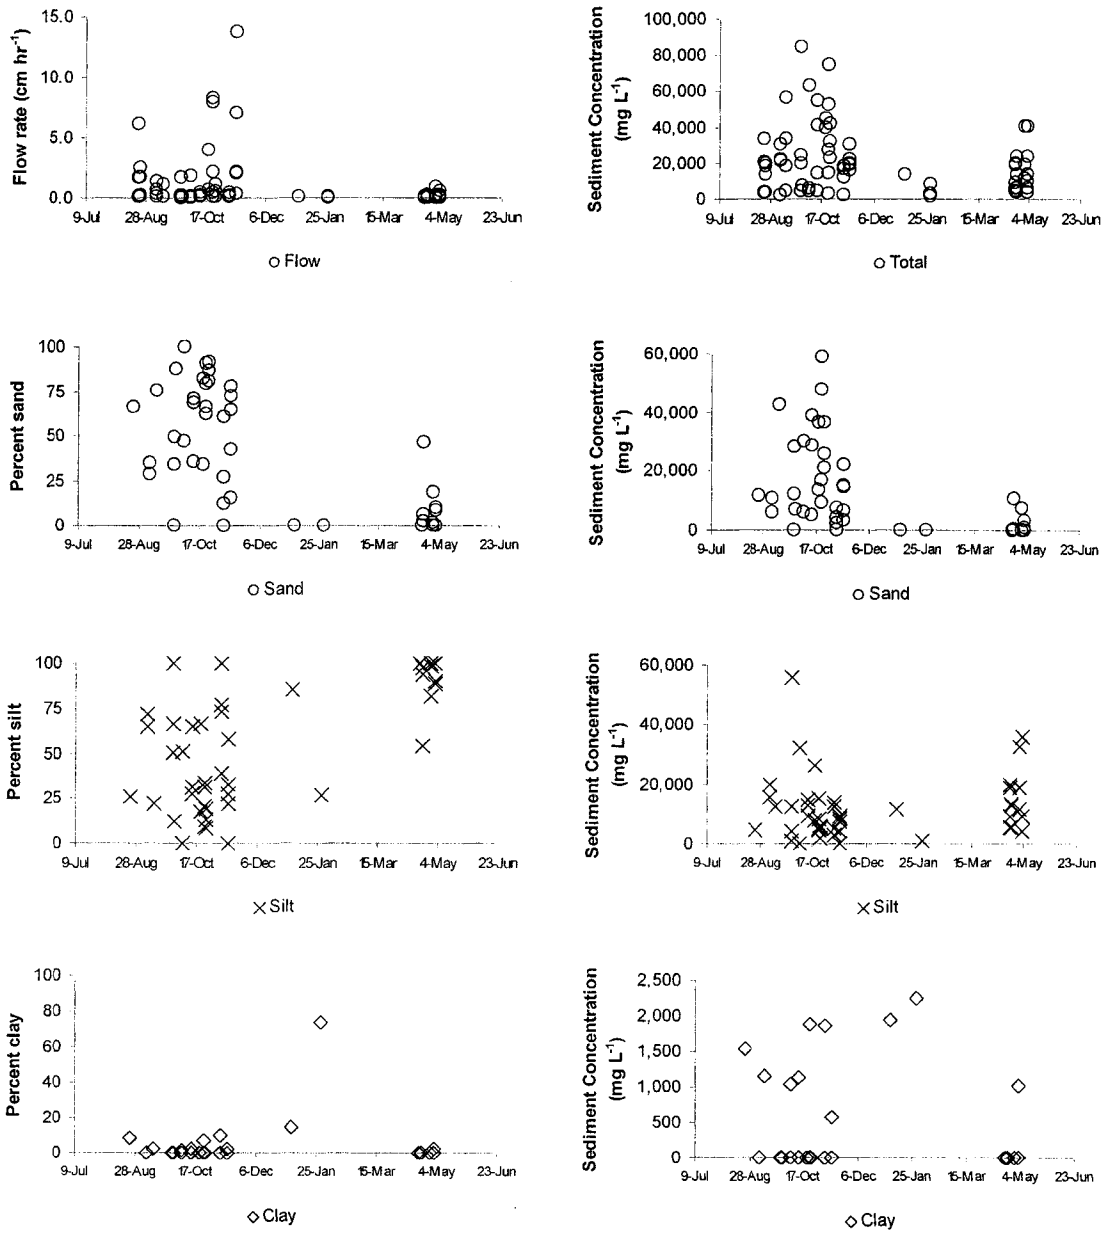 Flow rate (cm hr⁻¹)
15.0
10.0
5.0
0.0
9-Jul 28-Aug 17-Oct 6-Dec 25-Jan 15-Mar 4-May 23-Jun
Flow
Sediment Concentration
(mg L⁻¹)
100,000
80,000
60,000
40,000
20,000
0
9-Jul 28-Aug 17-Oct 6-Dec 25-Jan 15-Mar 4-May 23-Jun
Total
Percent sand
100
75
50
25
0
9-Jul 28-Aug 17-Oct 6-Dec 25-Jan 15-Mar 4-May 23-Jun
Sand
Sediment Concentration
(mg L⁻¹)
60,000
40,000
20,000
0
9-Jul 28-Aug 17-Oct 6-Dec 25-Jan 15-Mar 4-May 23-Jun
Sand
Percent silt
100
75
50
25
0
9-Jul 28-Aug 17-Oct 6-Dec 25-Jan 15-Mar 4-May 23-Jun
Silt
Sediment Concentration
(mg L⁻¹)
60,000
40,000
20,000
0
9-Jul 28-Aug 17-Oct 6-Dec 25-Jan 15-Mar 4-May 23-Jun
Silt
Percent clay
100
80
60
40
20
0
9-Jul 28-Aug 17-Oct 6-Dec 25-Jan 15-Mar 4-May 23-Jun
Clay
Sediment Concentration
(mg L⁻¹)
2,500
2,000
1,500
1,000
500
0
9-Jul 28-Aug 17-Oct 6-Dec 25-Jan 15-Mar 4-May 23-Jun
Clay